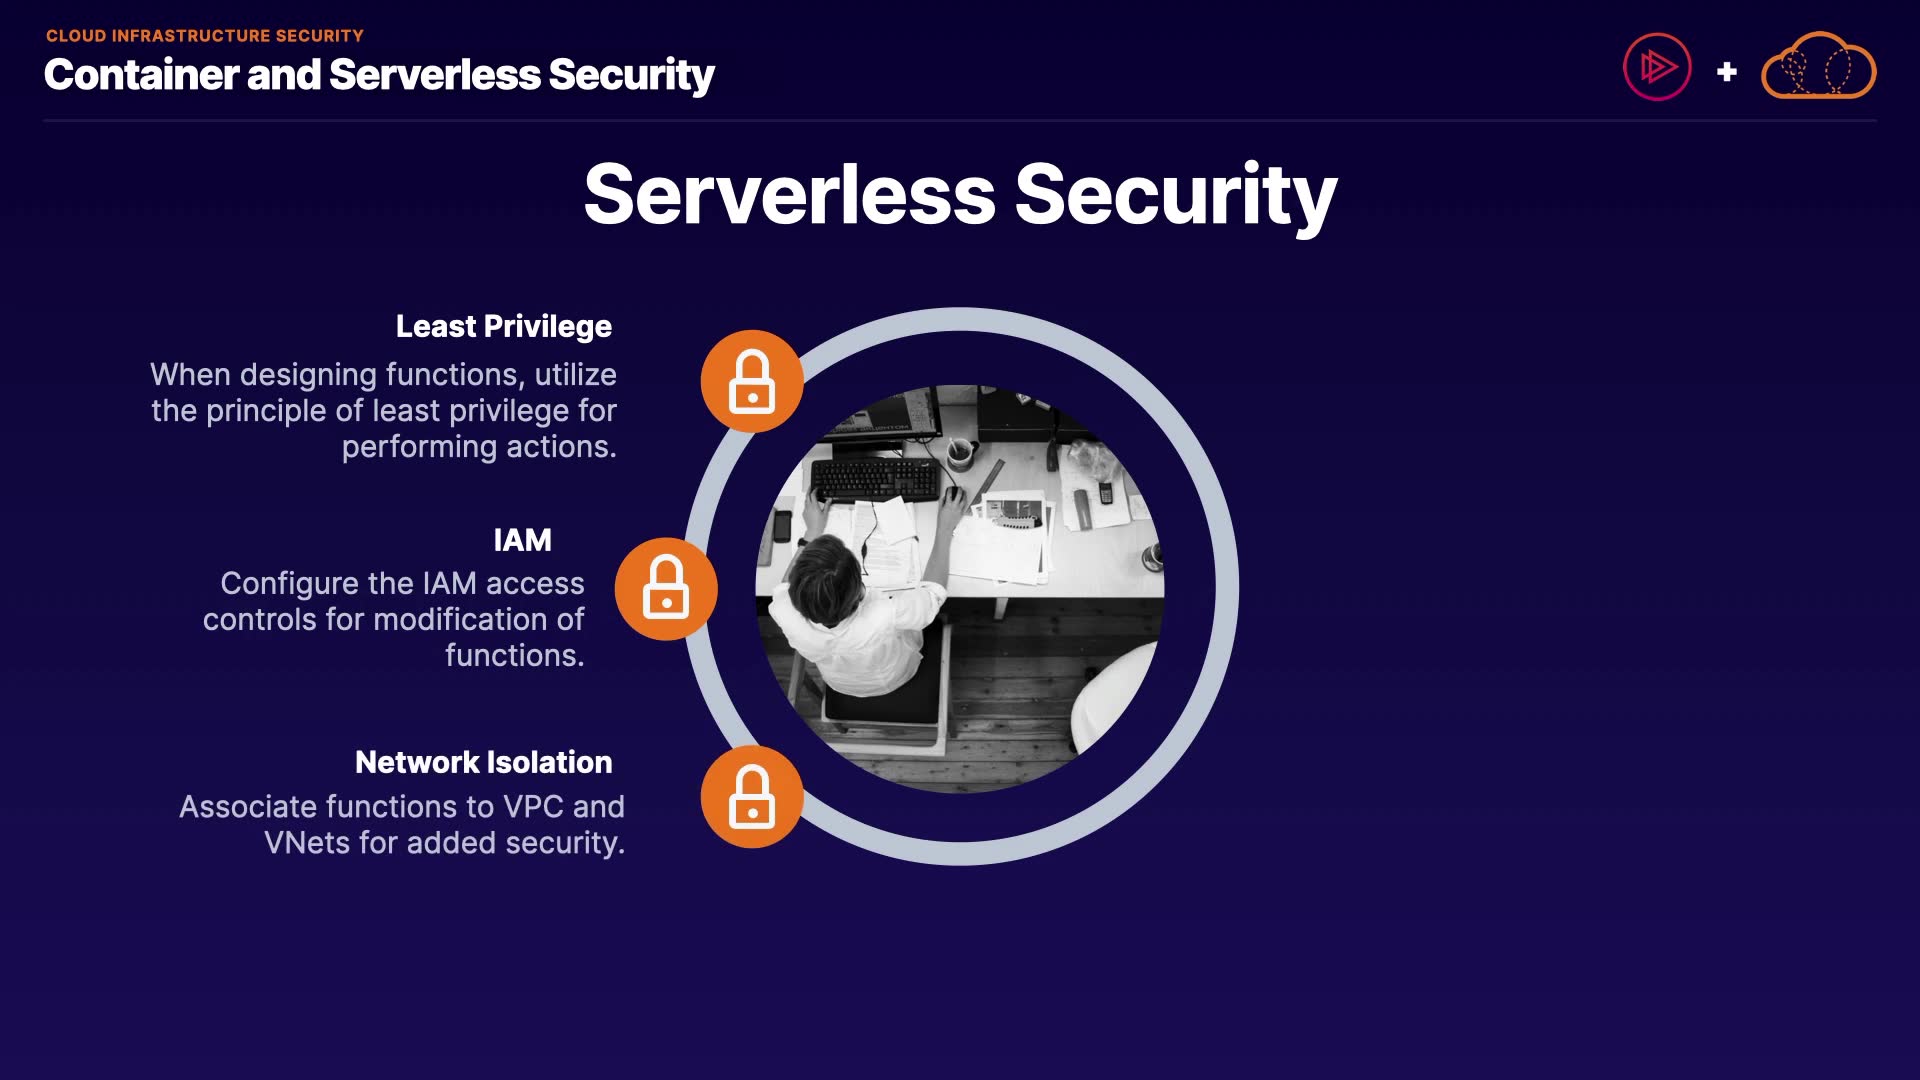 CLOUD INFRASTRUCTURE SECURITY
Container and Serverless Security
Serverless Security
Least Privilege
When designing functions, utilize
the principle of least privilege for
performing actions.
IAM
Configure the IAM access
controls for modification of
functions.
Network Isolation
Associate functions to VPC and
VNets for added security.